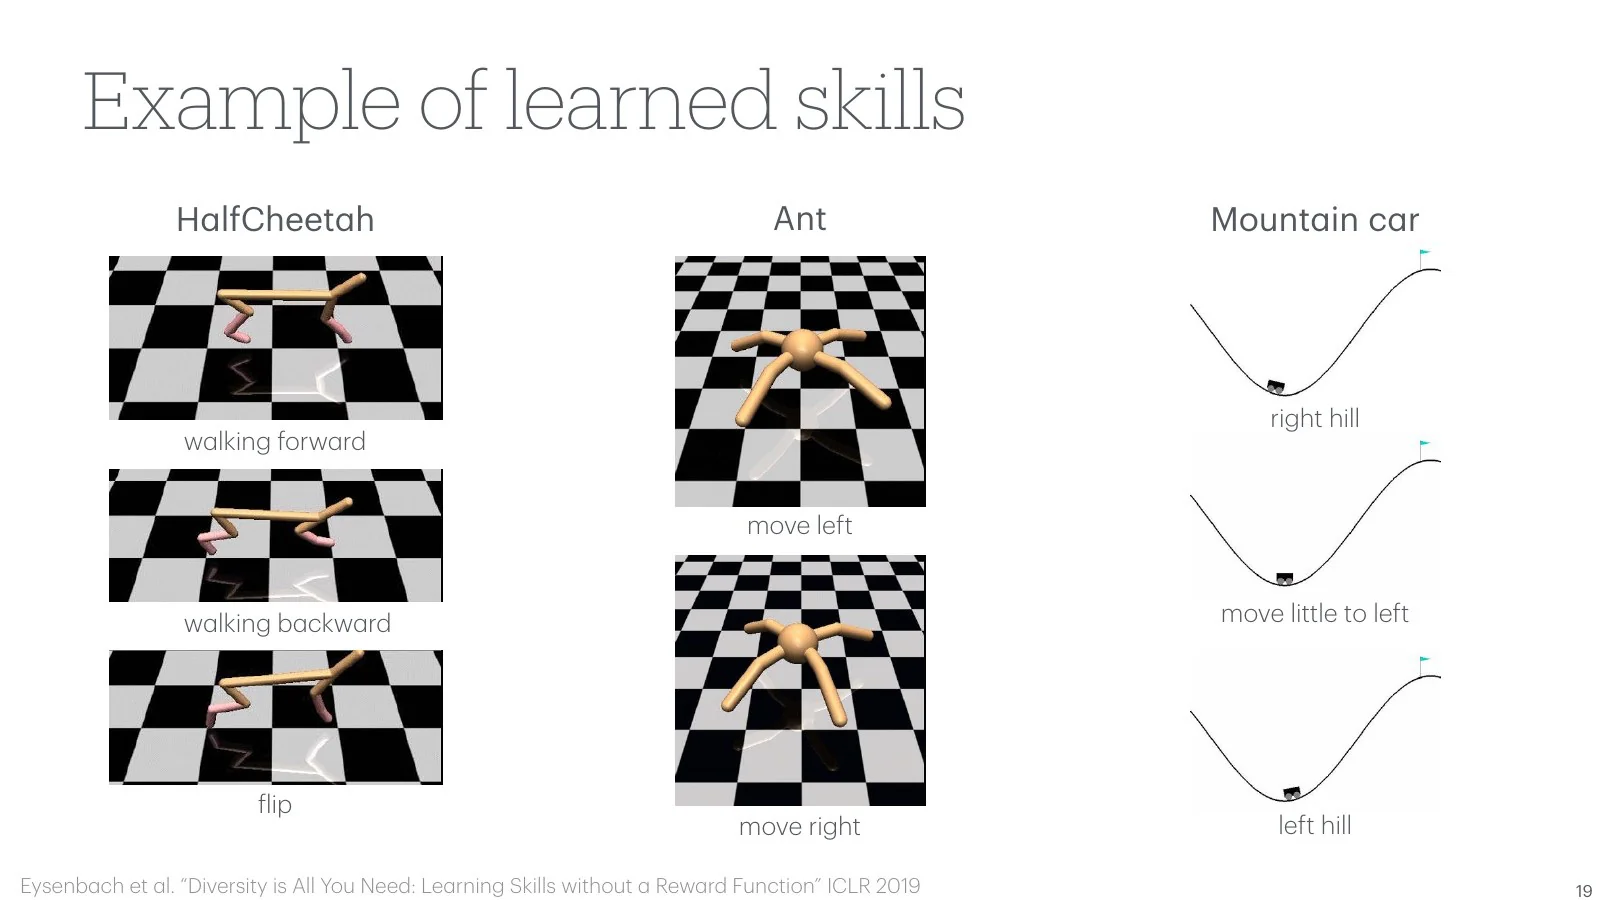 Example of learned skills
HalfCheetah
walking forward
walking backward
flip
Ant
move left
move right
Mountain car
right hill
move little to left
left hill
Eysenbach et al. “Diversity is All You Need: Learning Skills without a Reward Function” ICLR 2019
19